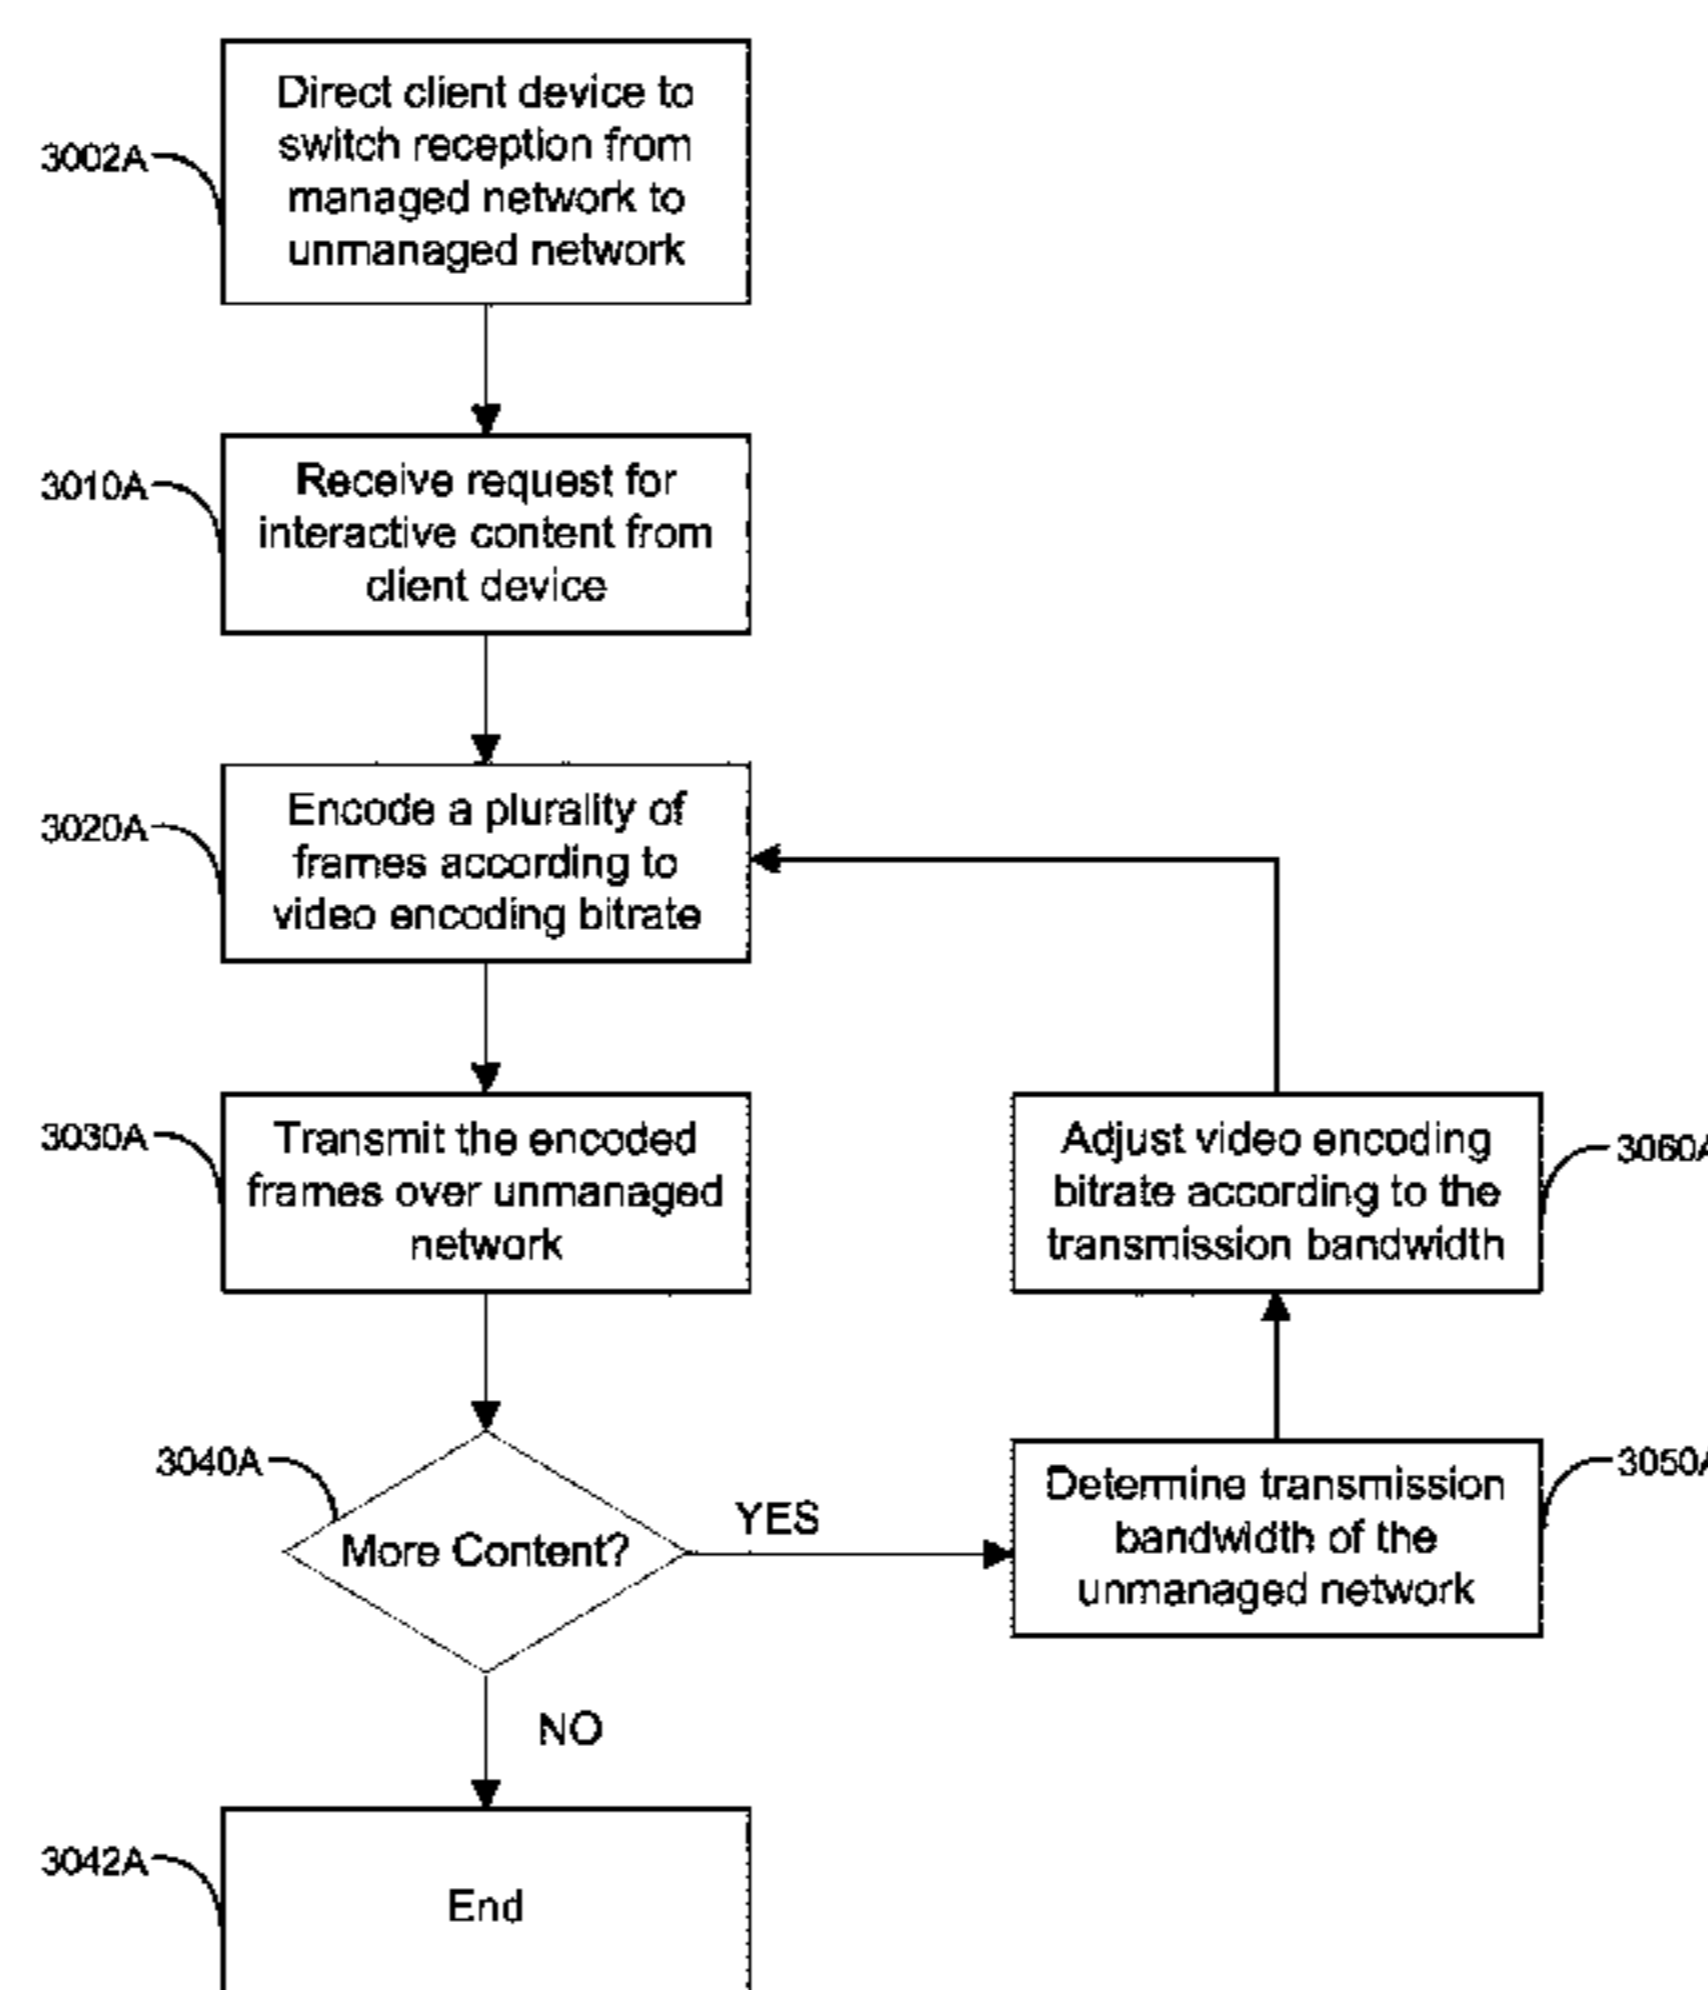 3002A
Direct client device to
switch reception from
managed network to
unmanaged network
3010A
Receive request for
interactive content from
client device
3020A
Encode a plurality of
frames according to
video encoding bitrate
3030A
Transmit the encoded
frames over unmanaged
network
Adjust video encoding
bitrate according to the
transmission bandwidth
3060A
3040A
More Content?
YES
Determine transmission
bandwidth of the
unmanaged network
3050A
NO
3042A
End